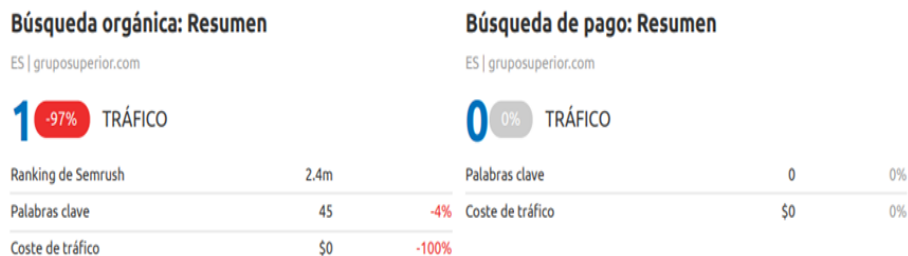 Búsqueda orgánica: Resumen
ES | gruposuperior.com
1 -97% TRÁFICO
Ranking de Semrush 2.4m
Palabras clave 45 -4%
Coste de tráfico $0 -100%
Búsqueda de pago: Resumen
ES | gruposuperior.com
0 0% TRÁFICO
Palabras clave 0 0%
Coste de tráfico $0 0%